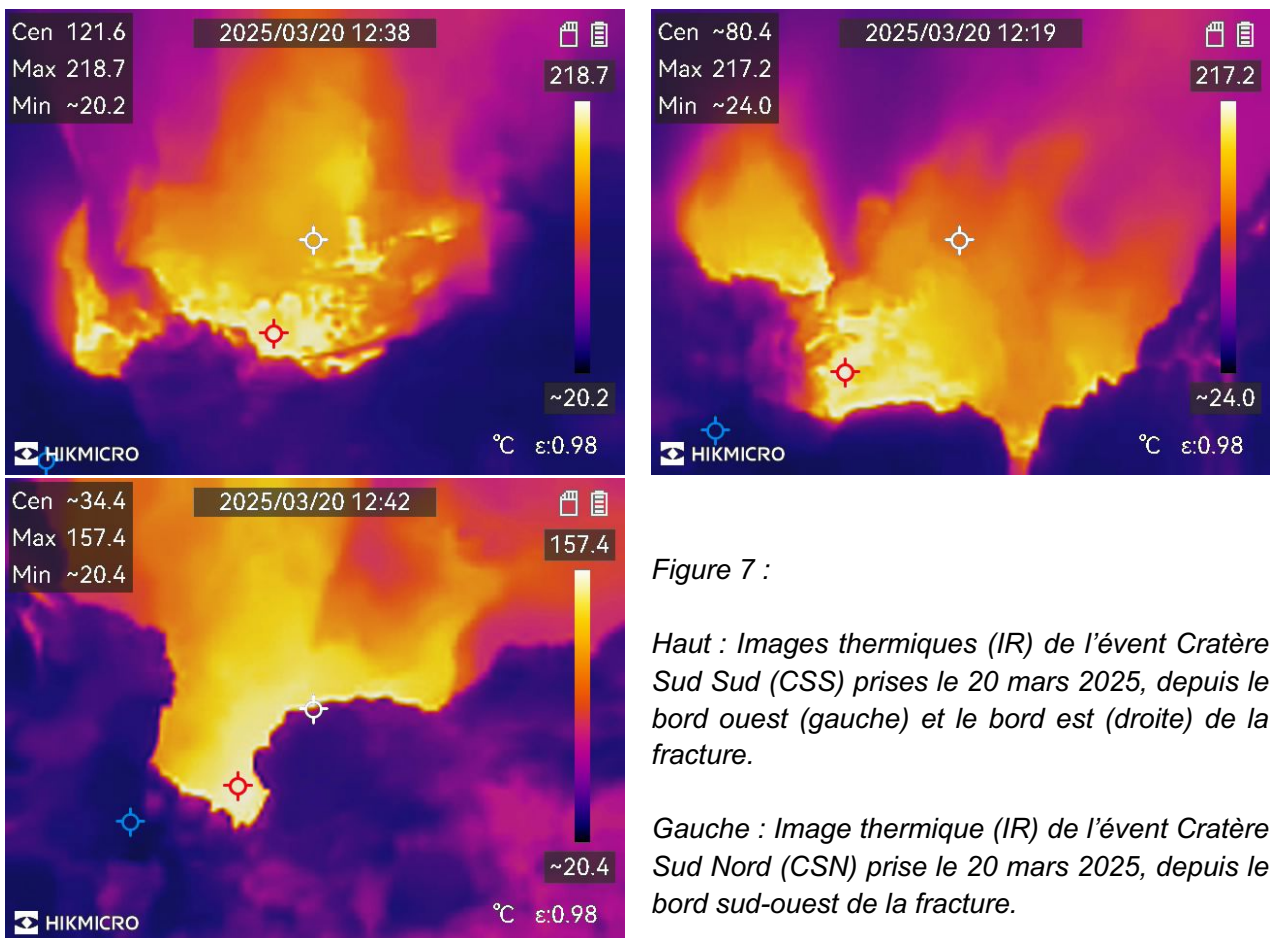 Cen 121.6
2025/03/20 12:38
Max 218.7
218.7
Min ~20.2
~20.2
HIKMICRO
℃ ε:0.98
Cen ~80.4
2025/03/20 12:19
Max 217.2
217.2
Min ~24.0
~24.0
HIKMICRO
℃ ε:0.98
Cen ~34.4
2025/03/20 12:42
Max 157.4
157.4
Min ~20.4
~20.4
HIKMICRO
℃ ε:0.98
Figure 7 :
Haut : Images thermiques (IR) de l’évent Cratère
Sud Sud (CSS) prises le 20 mars 2025, depuis le
bord ouest (gauche) et le bord est (droite) de la
fracture.
Gauche : Image thermique (IR) de l’évent Cratère
Sud Nord (CSN) prise le 20 mars 2025, depuis le
bord sud-ouest de la fracture.